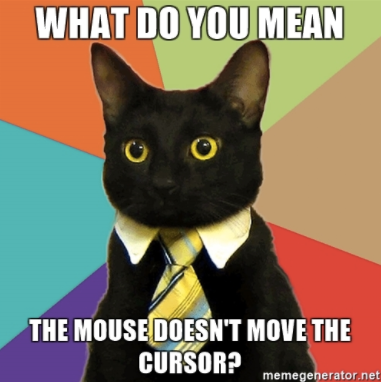 WHAT DO YOU MEAN
THE MOUSE DOESN'T MOVE THE
CURSOR?
memegenerator.net